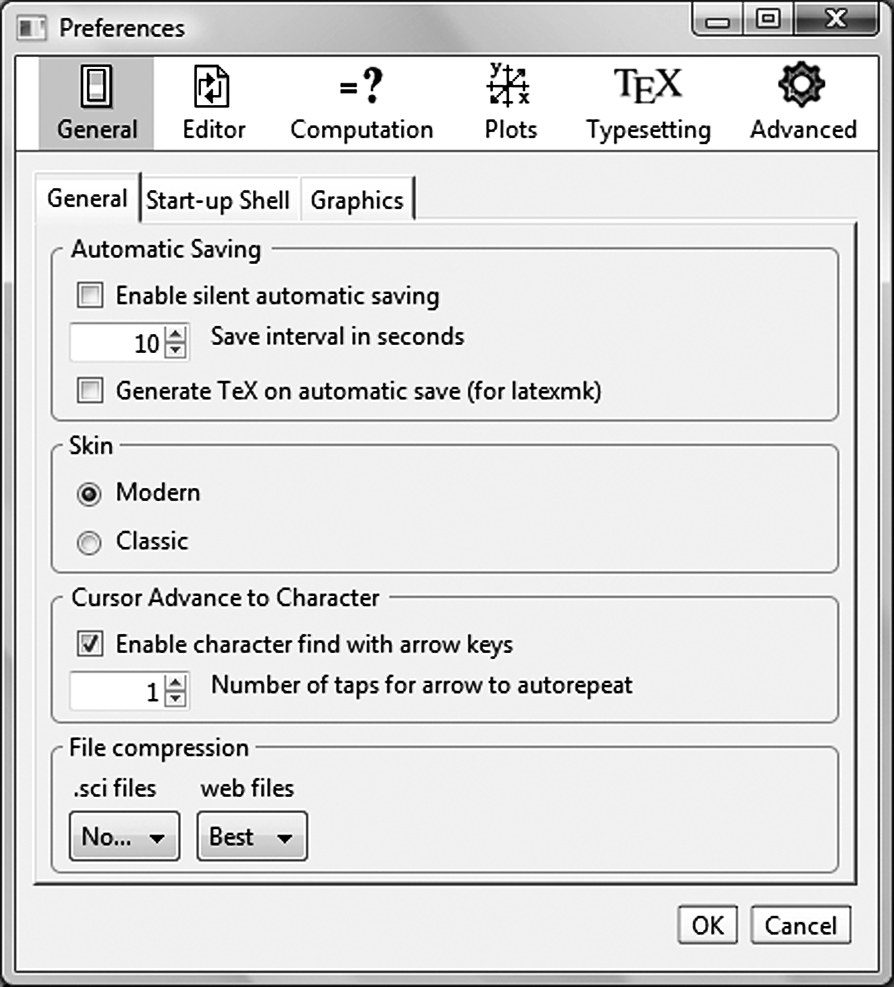 Preferences
=? y x TEX
General Editor Computation Plots Typesetting Advanced
General Start-up Shell Graphics
Automatic Saving
Enable silent automatic saving
10 Save interval in seconds
Generate TeX on automatic save (for latexmk)
Skin
Modern
Classic
Cursor Advance to Character
Enable character find with arrow keys
1 Number of taps for arrow to autorepeat
File compression
.sci files web files
No... Best
OK Cancel